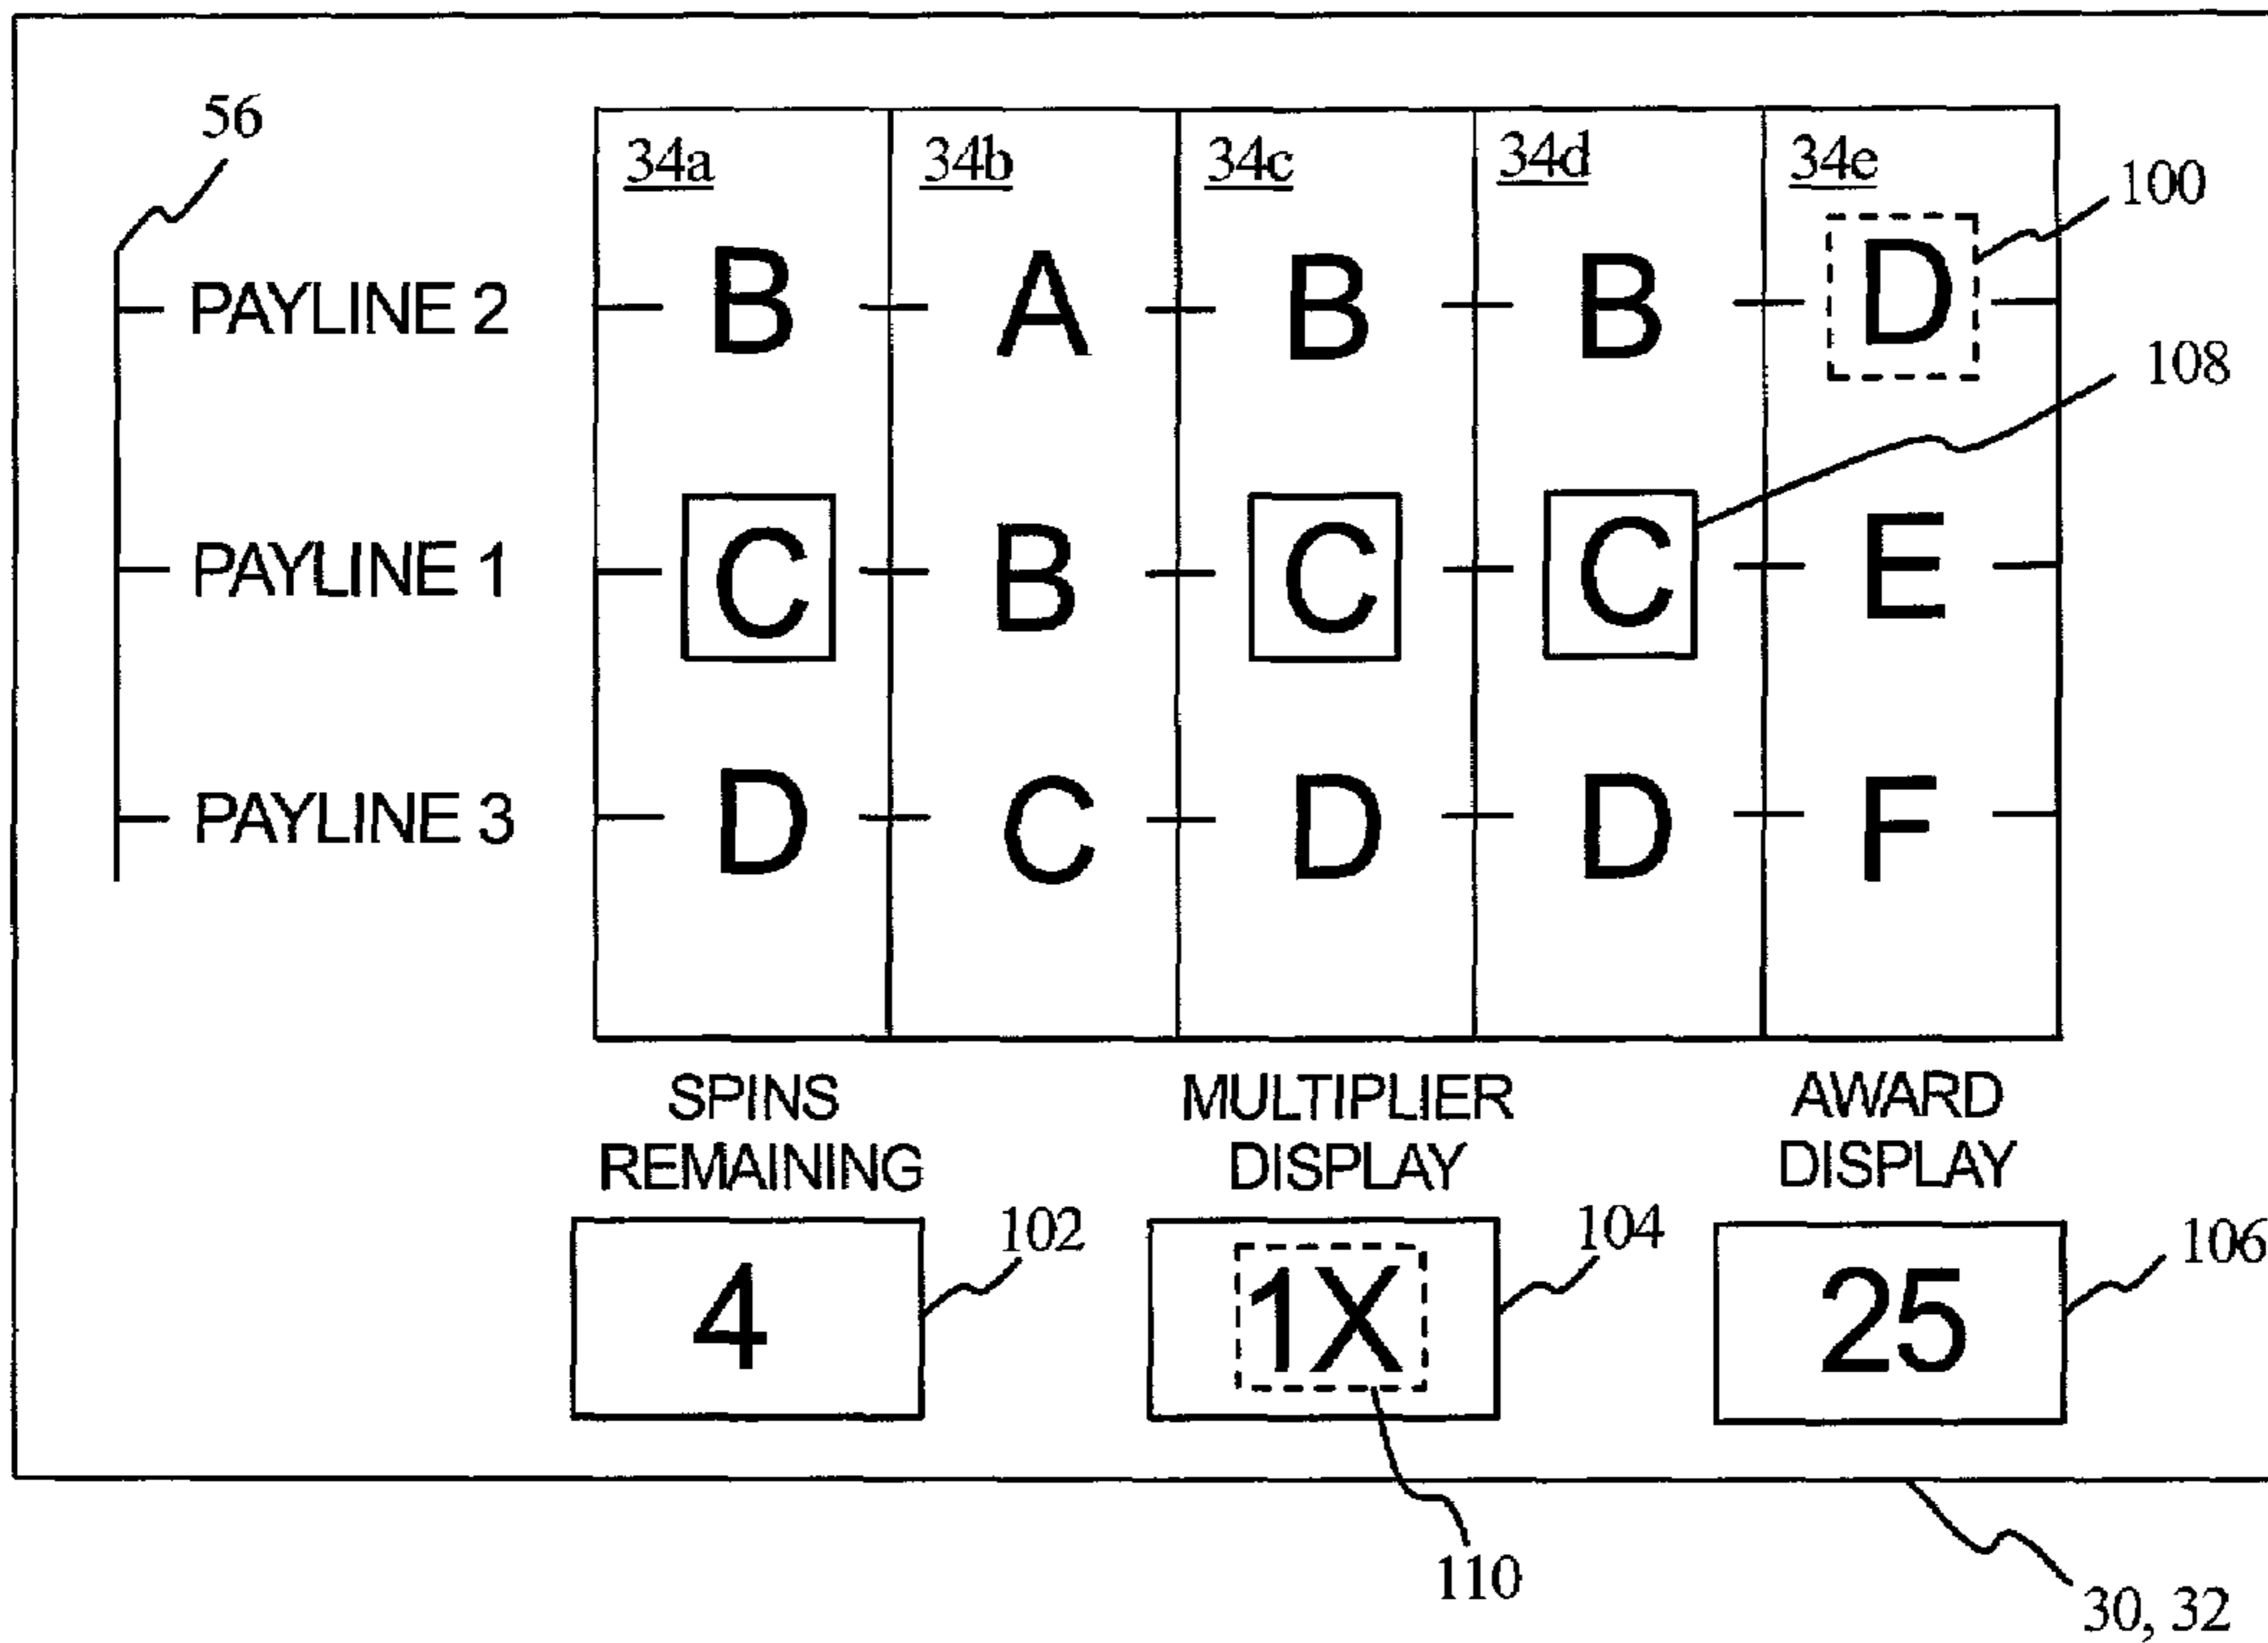 56
34a 34b 34c 34d 34e
100
PAYLINE 2 B A B B D
108
PAYLINE 1 C B C C E
PAYLINE 3 D C D D F
SPINS REMAINING
MULTIPLIER DISPLAY
AWARD DISPLAY
4 102
1X 104
25 106
110
30, 32